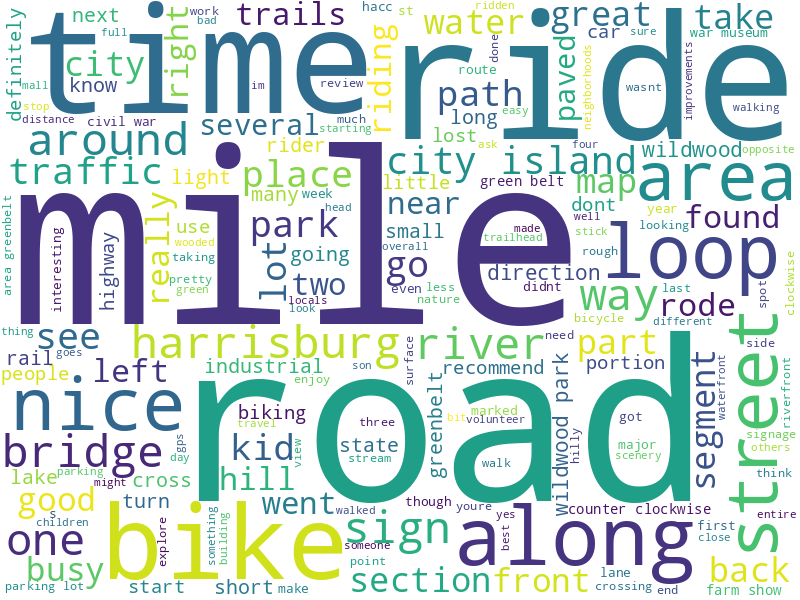 time
ride
mile
road
bike
along
loop
area
street
nice
harrisburg
river
way
bridge
sign
one
hill
kid
park
place
path
great
take
water
trails
city
next
work
bad
full
hacc
st
ridden
definitely
know
right
riding
done
car
sure
war museum
mall
stop
im
review
route
paved
neighborhoods
wasnt
improvements
walking
distance
civil war
much
starting
long
easy
around
several
lost
ask
four
wildwood
opposite
traffic
rider
light
city island
map
little
green belt
many
week
near
dont
year
found
area greenbelt
interesting
highway
really
use
wooded
taking
pretty
green
lot
head
going
two
locals
look
small
overall
made
trailhead
well
stick
looking
go
even
less
nature
didnt
direction
rough
rode
last
spot
clockwise
bicycle
different
thing
see
rail
goes
people
left
industrial
enjoy
son
surface
part
need
recommend
portion
side
segment
waterfront
riverfront
biking
travel
three
marked
bit
volunteer
got
wildwood park
hilly
major
scenery
signage
others
think
state
stream
greenbelt
walk
view
gps
day
lake
parking
might
cross
good
s
children
turn
went
walked
though
youre
yes
best
counter clockwise
first
close
entire
explore
something
building
someone
point
busy
start
short
make
section
front
crossing
lane
end
back
farm show
parking lot